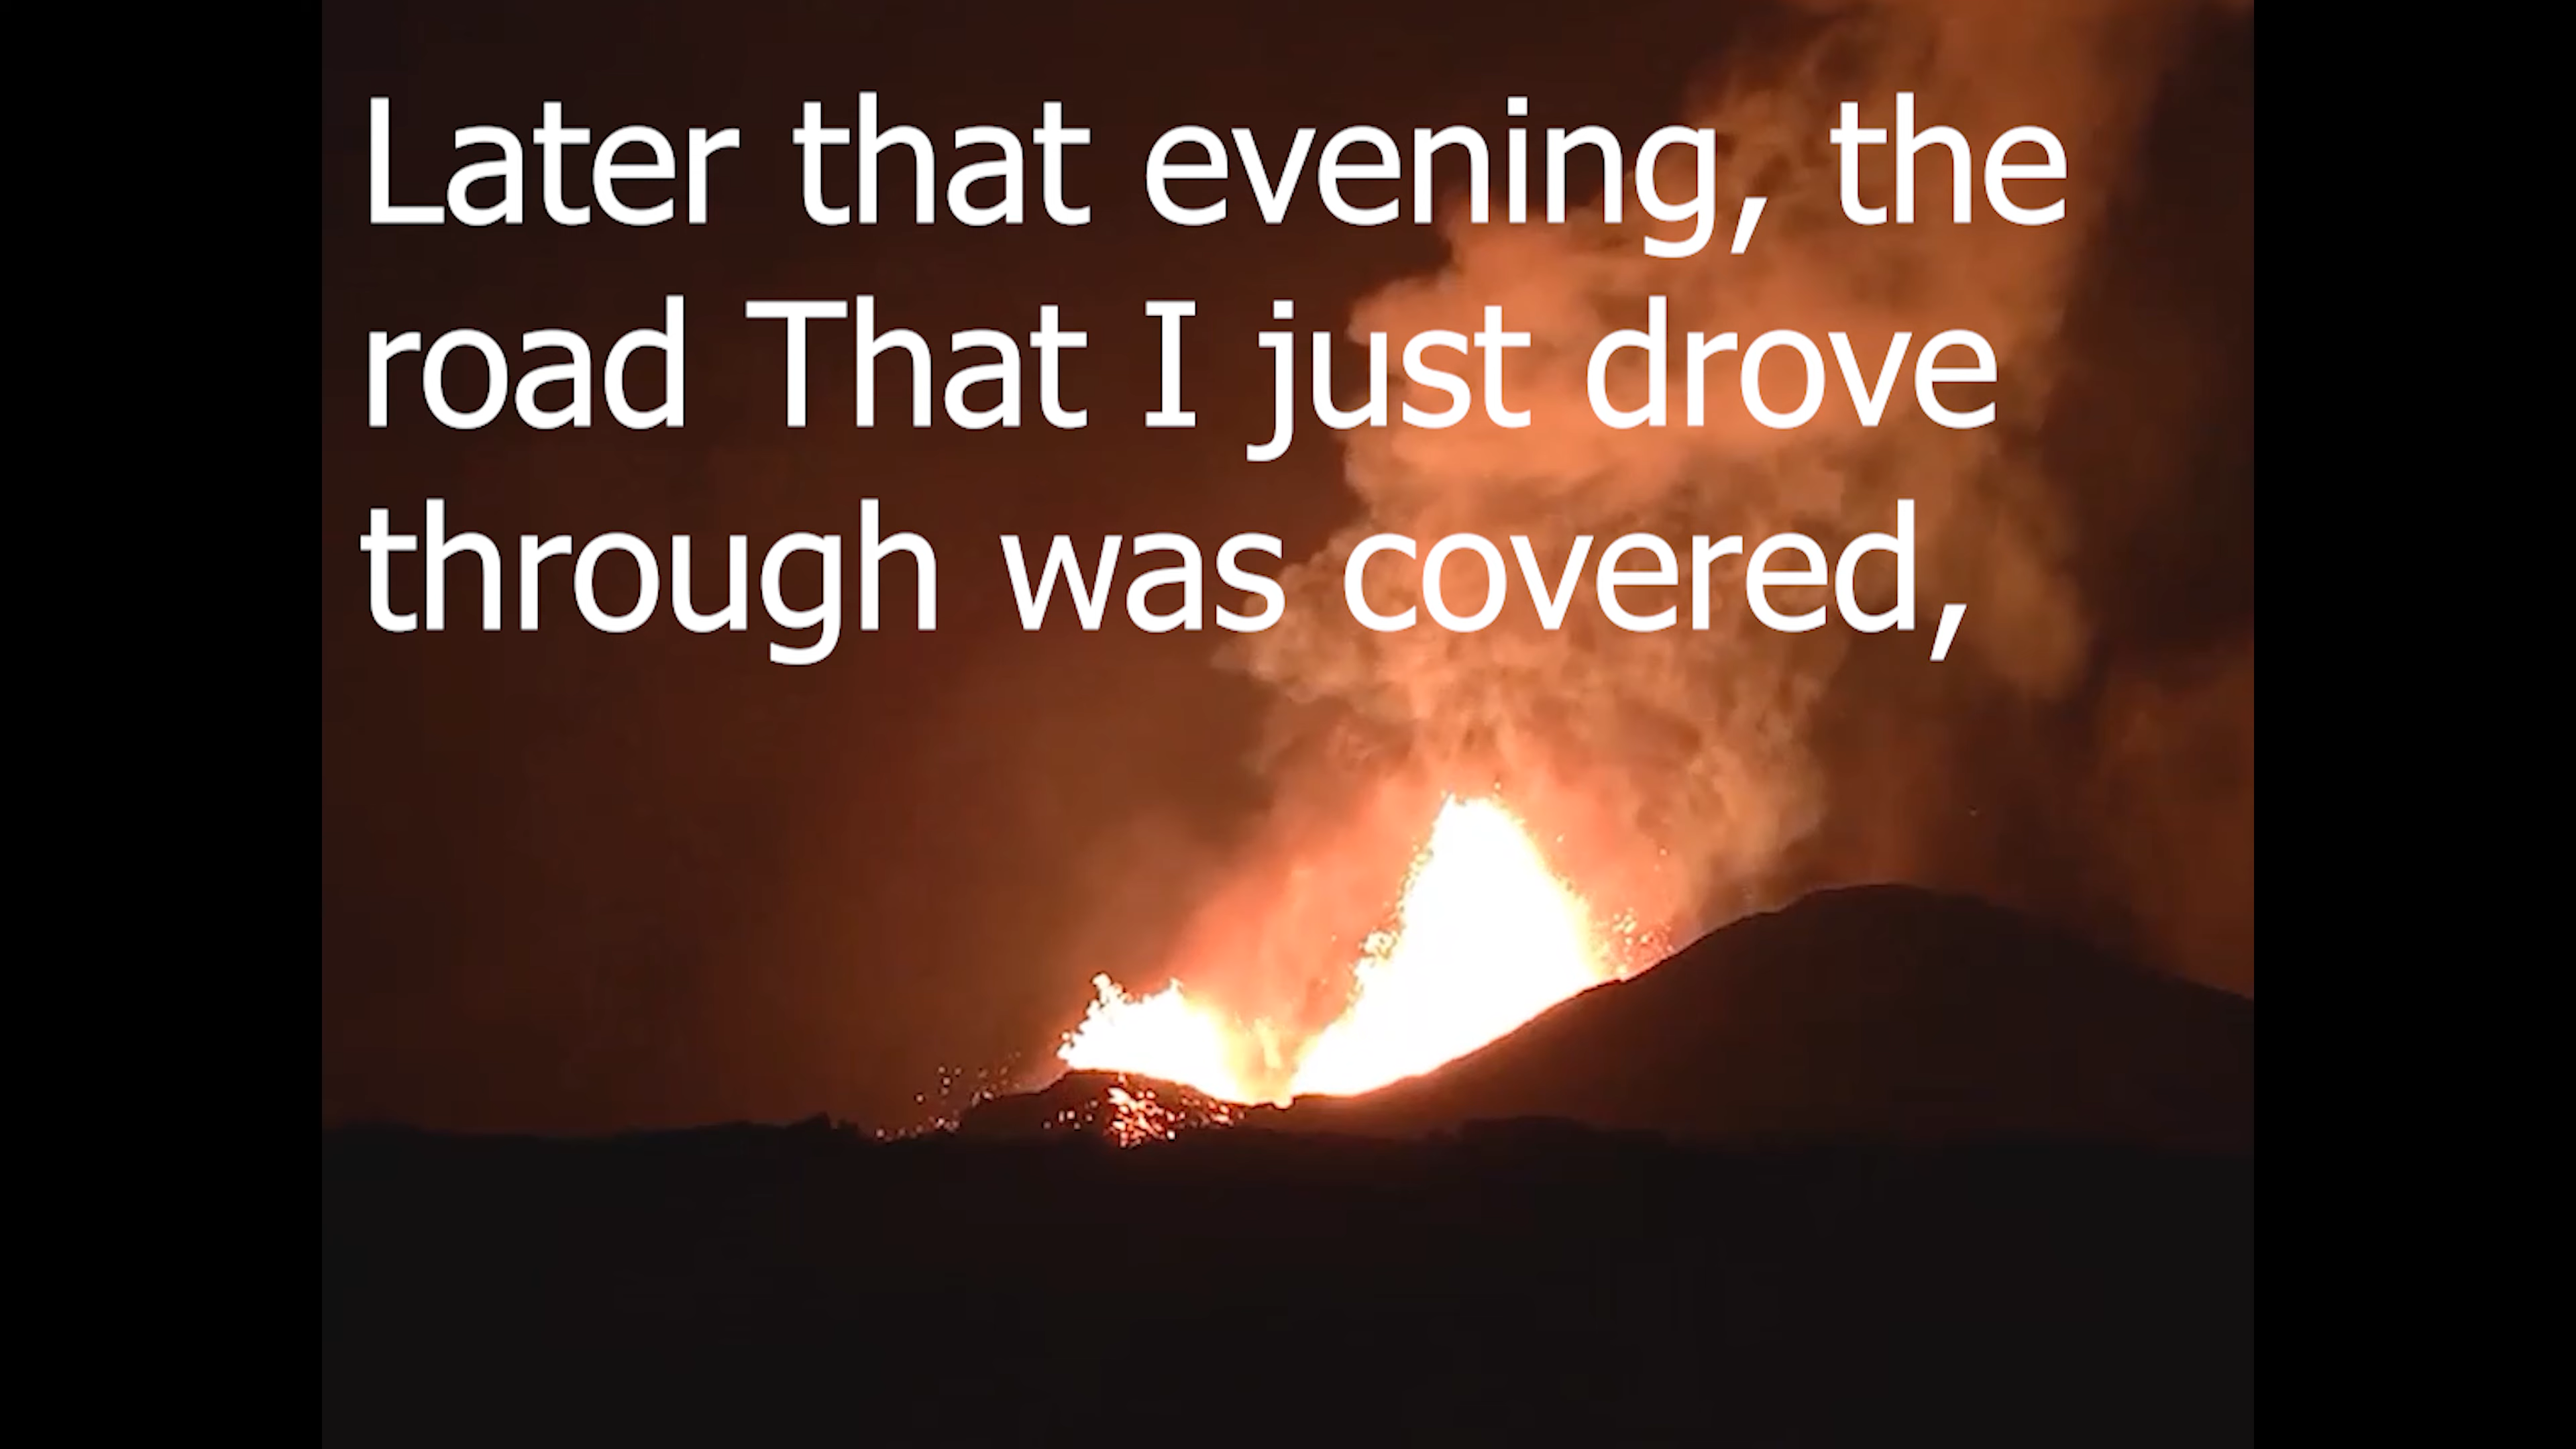 Later that evening, the
road That I just drove
through was covered,